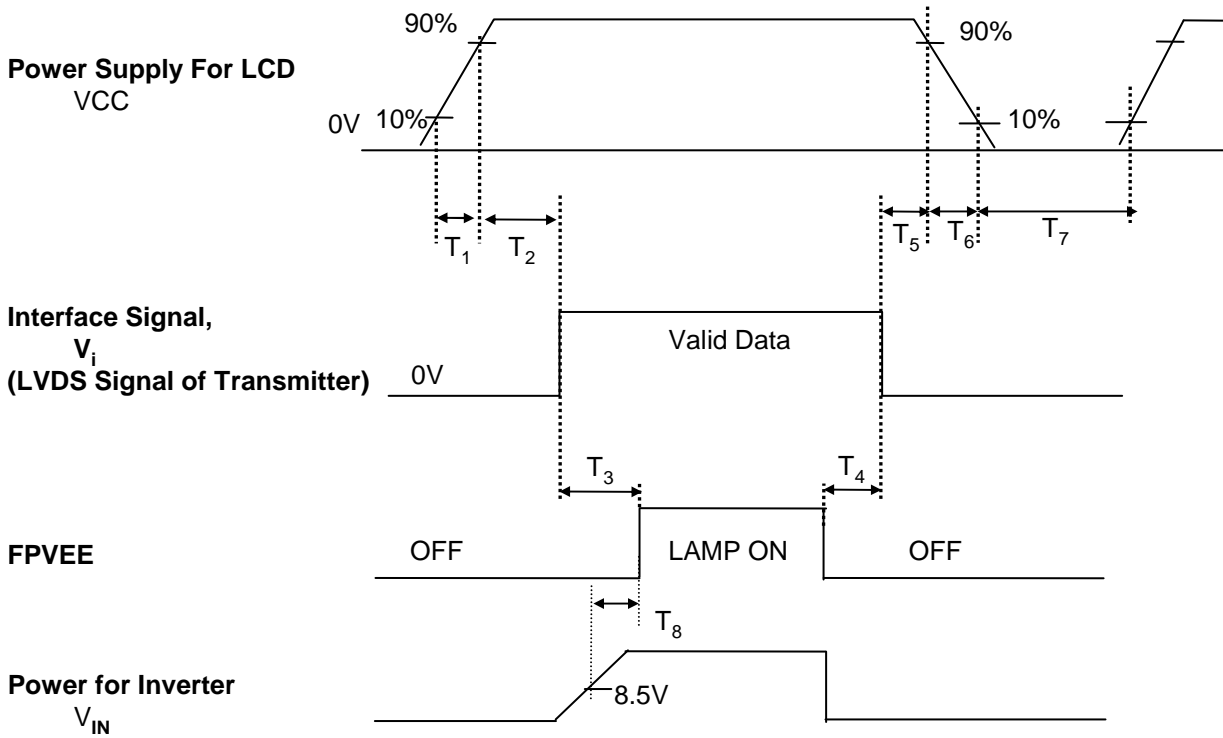 90%
90%
Power Supply For LCD
VCC
0V
10%
10%
T1
T2
T5
T6
T7
Interface Signal,
Vi
(LVDS Signal of Transmitter)
Valid Data
0V
T3
T4
FPVEE
OFF
LAMP ON
OFF
T8
Power for Inverter
VIN
8.5V